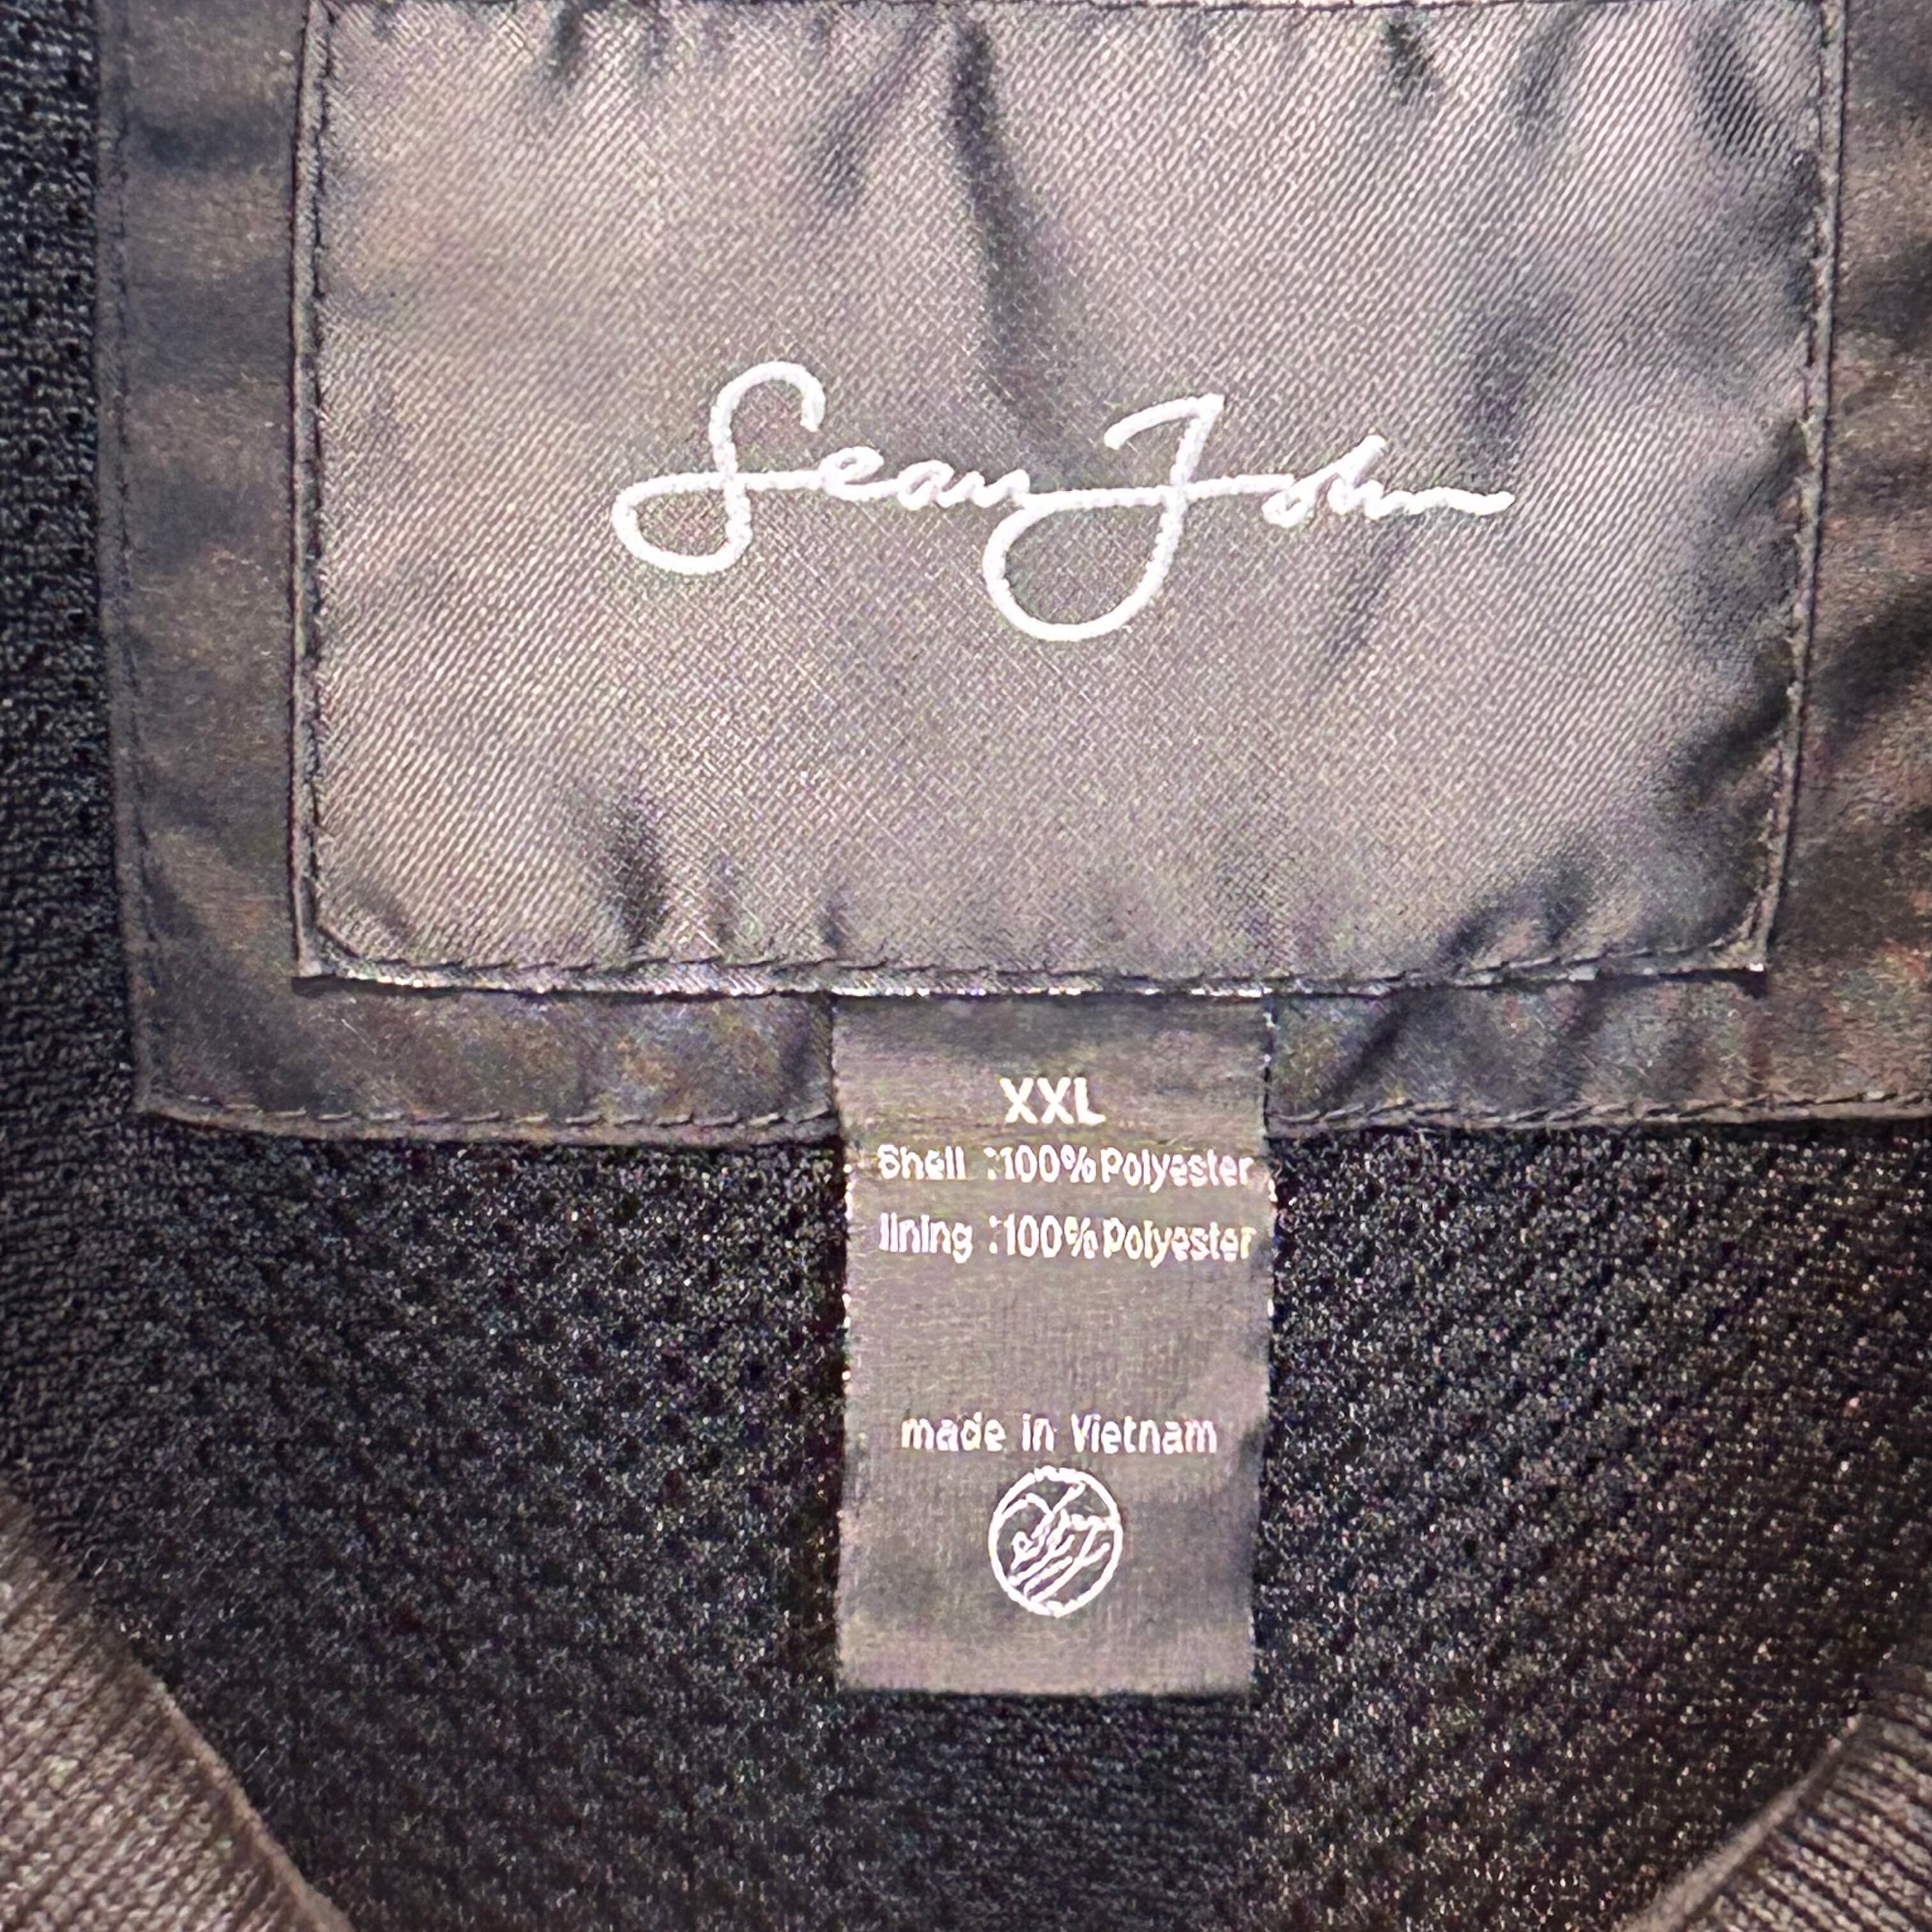 Sean John
XXL
Shell :100%Polyester
lining :100%Polyester
made in Vietnam